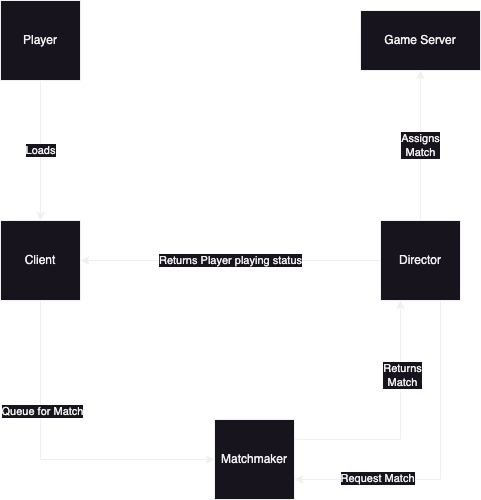 Player
Game Server
Loads
Assigns
Match
Client
Returns Player playing status
Director
Returns
Match
Queue for Match
Matchmaker
Request Match